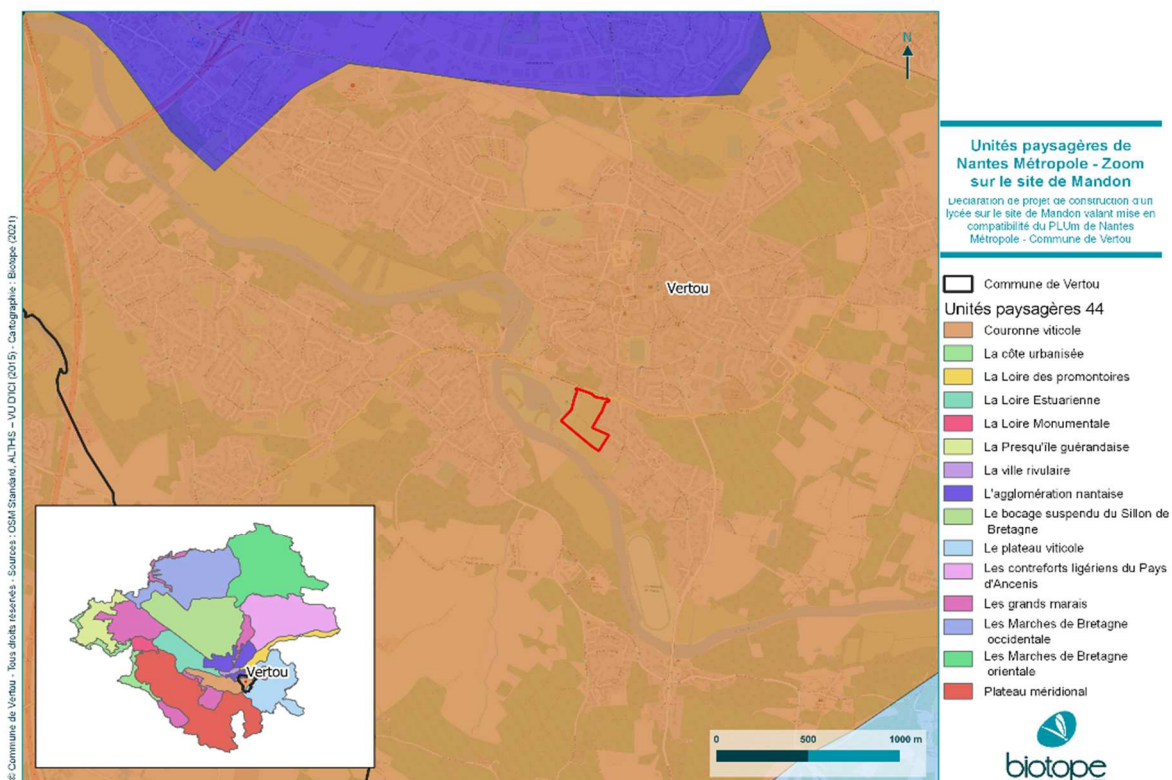 N
Vertou
Vertou
0 500 1000 m
Unités paysagères de
Nantes Métropole - Zoom
sur le site de Mandon
Déclaration de projet de construction d'un
lycée sur le site de Mandon valant mise en
compatibilité du PLUm de Nantes
Métropole - Commune de Vertou
Commune de Vertou
Unités paysagères 44
Couronne viticole
La côte urbanisée
La Loire des promontoires
La Loire Estuarienne
La Loire Monumentale
La Presqu'île guérandaise
La ville rivulaire
L'agglomération nantaise
Le bocage suspendu du Sillon de
Bretagne
Le plateau viticole
Les contreforts ligériens du Pays
d'Ancenis
Les grands marais
Les Marches de Bretagne
occidentale
Les Marches de Bretagne
orientale
Plateau méridional
biotope
© Commune de Vertou - Tous droits réservés - Sources : OSM Standard, ALTHIS – VU D'ICI (2015) - Cartographie : Biotope (2021)